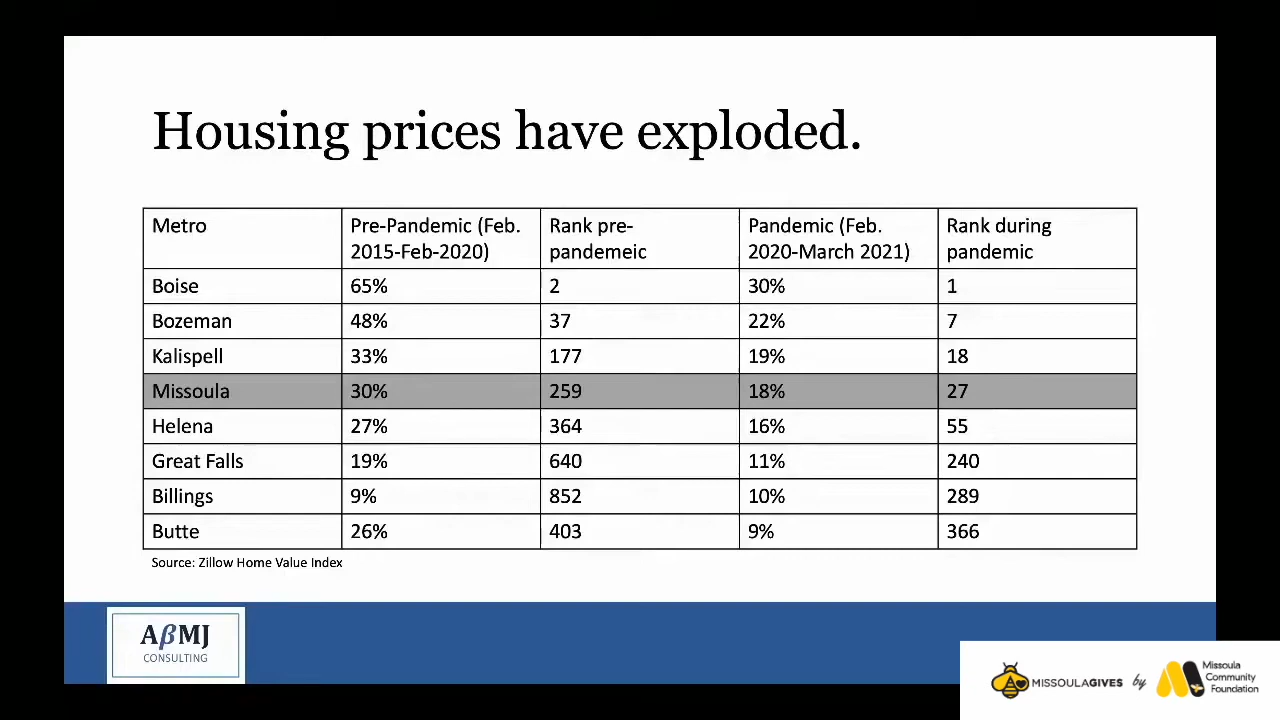 Housing prices have exploded.
Metro
Pre-Pandemic (Feb. 2015-Feb-2020)
Rank pre-pandemeic
Pandemic (Feb. 2020-March 2021)
Rank during pandemic
Boise 65% 2 30% 1
Bozeman 48% 37 22% 7
Kalispell 33% 177 19% 18
Missoula 30% 259 18% 27
Helena 27% 364 16% 55
Great Falls 19% 640 11% 240
Billings 9% 852 10% 289
Butte 26% 403 9% 366
Source: Zillow Home Value Index
AβMJ
CONSULTING
MISSOULAGIVES by
Missoula
Community
Foundation